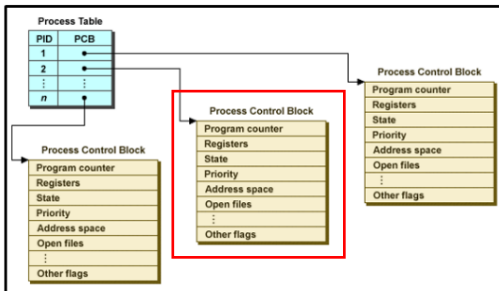 Process Table
PID PCB
1
2
⋮ ⋮
n
Process Control Block
Program counter
Registers
State
Priority
Address space
Open files
⋮
Other flags
Process Control Block
Program counter
Registers
State
Priority
Address space
Open files
⋮
Other flags
Process Control Block
Program counter
Registers
State
Priority
Address space
Open files
⋮
Other flags